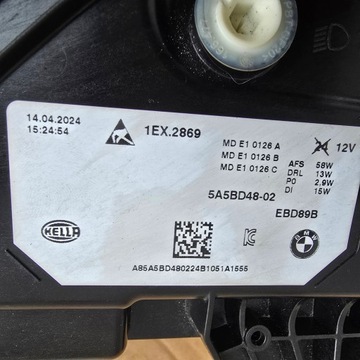 14.04.2024
15:24:54
1EX.2869
MD E1 0126 A
MD E1 0126 B
MD E1 0126 C
24 12V
AFS 58W
DRL 13W
PO 2.9W
DI 15W
5A5BD48-02
EBD89B
HELLA
BMW
A85A5BD480224B1051A1555